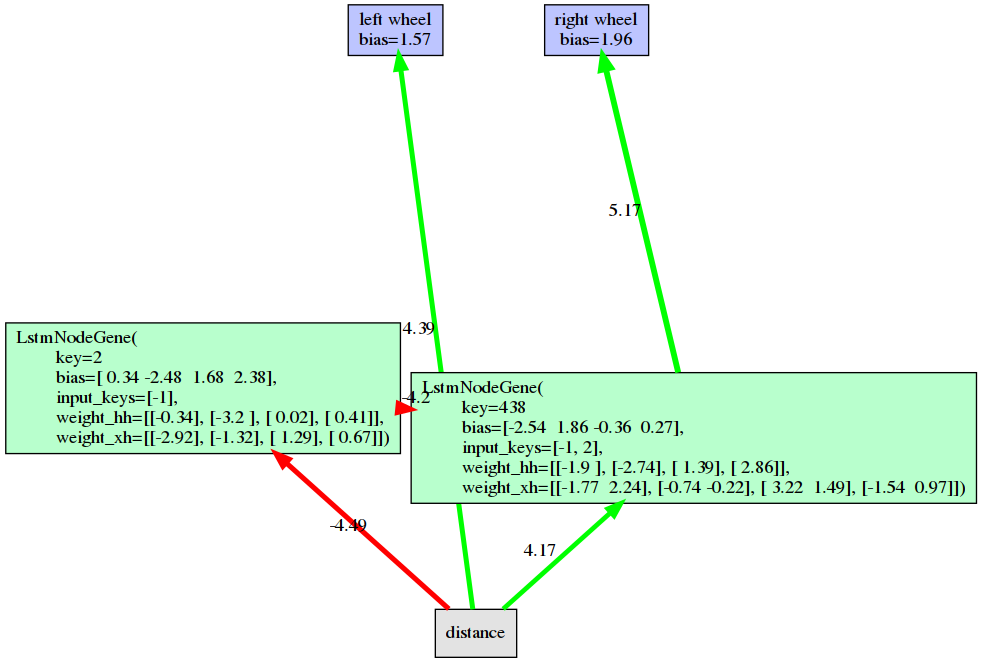 left wheel
bias=1.57
right wheel
bias=1.96
5.17
4.39
LstmNodeGene(
key=2
bias=[ 0.34 -2.48  1.68  2.38],
input_keys=[-1],
weight_hh=[[-0.34], [-3.2 ], [ 0.02], [ 0.41]],
weight_xh=[[-2.92], [-1.32], [ 1.29], [ 0.67]])
-4.2
LstmNodeGene(
key=438
bias=[-2.54  1.86 -0.36  0.27],
input_keys=[-1, 2],
weight_hh=[[-1.9 ], [-2.74], [ 1.39], [ 2.86]],
weight_xh=[[-1.77  2.24], [-0.74 -0.22], [ 3.22  1.49], [-1.54  0.97]])
-4.49
4.17
distance